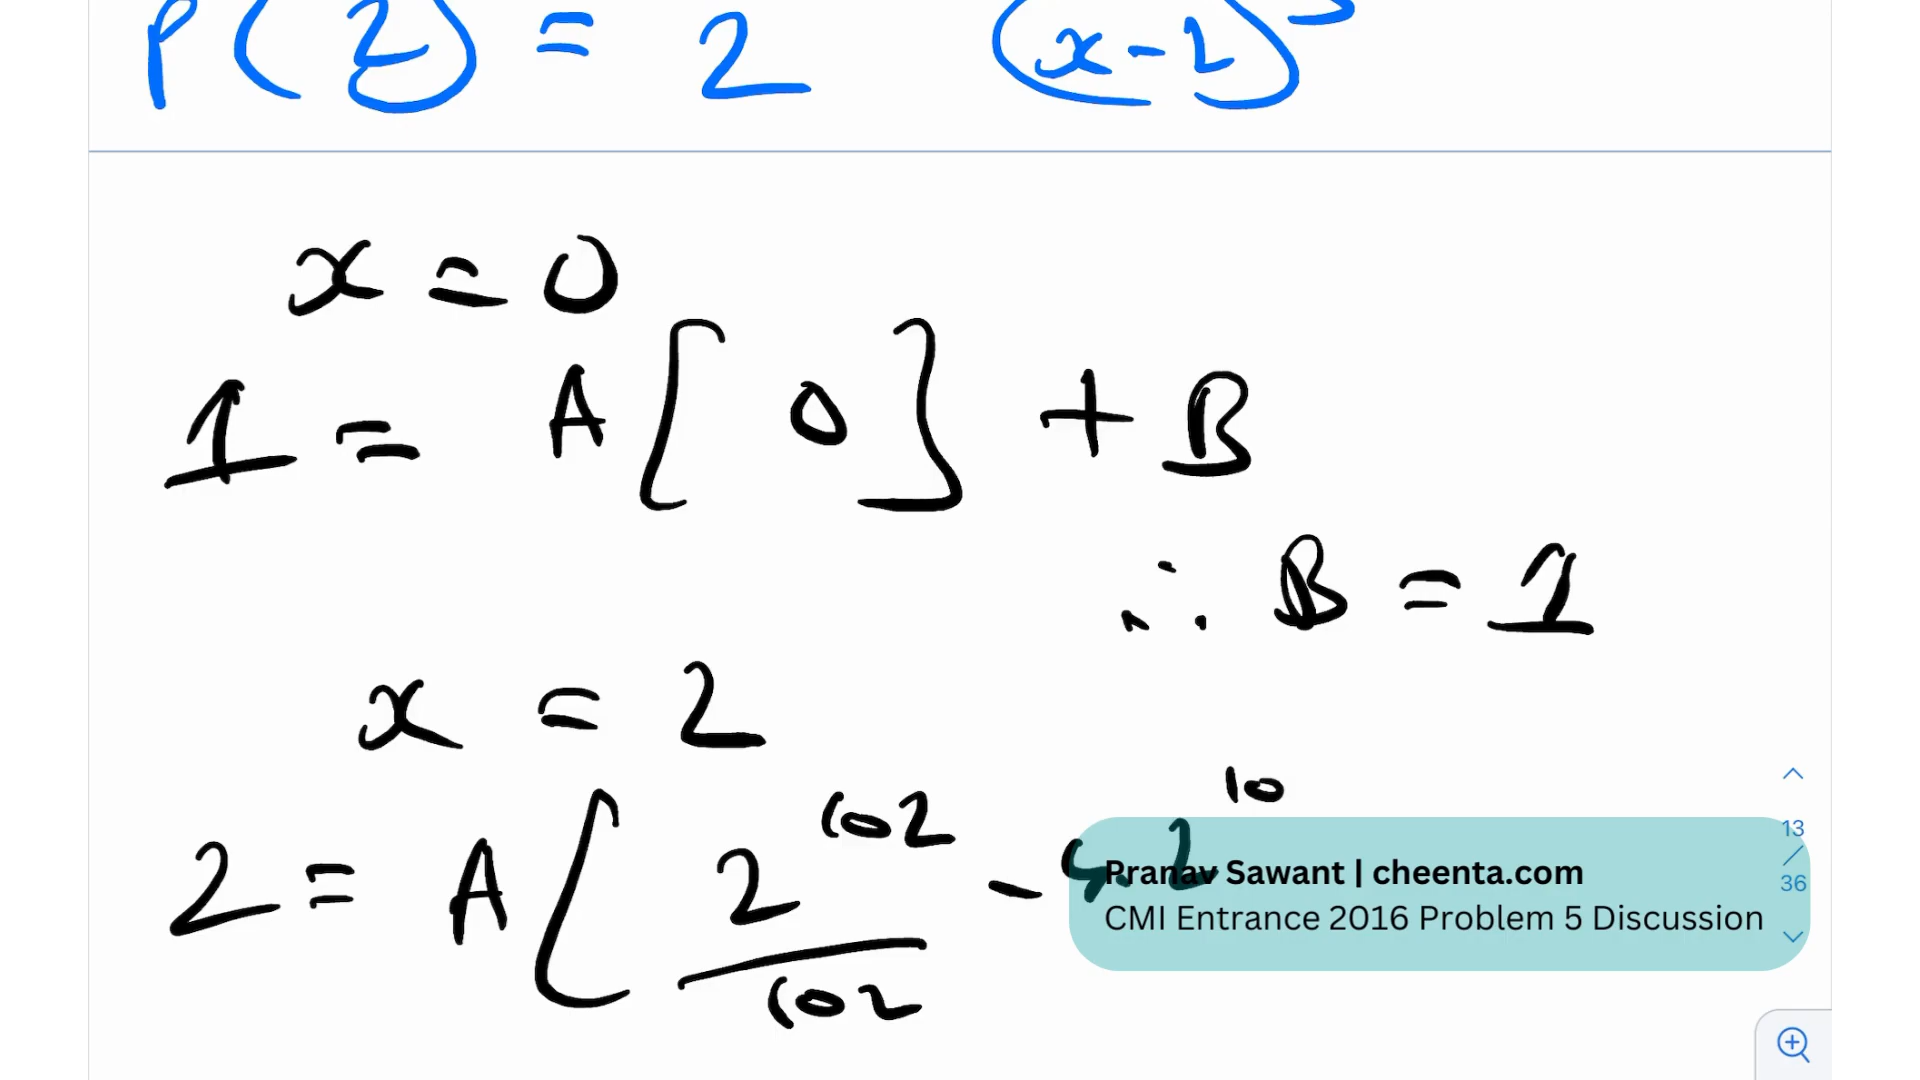 P(2) = 2 (x-2)
x = 0
1 = A[0] + B
∴ B = 1
x = 2
2 = A[ 2^102 / 102 - 4.2^10
13
/
36
Pranav Sawant | cheenta.com
CMI Entrance 2016 Problem 5 Discussion